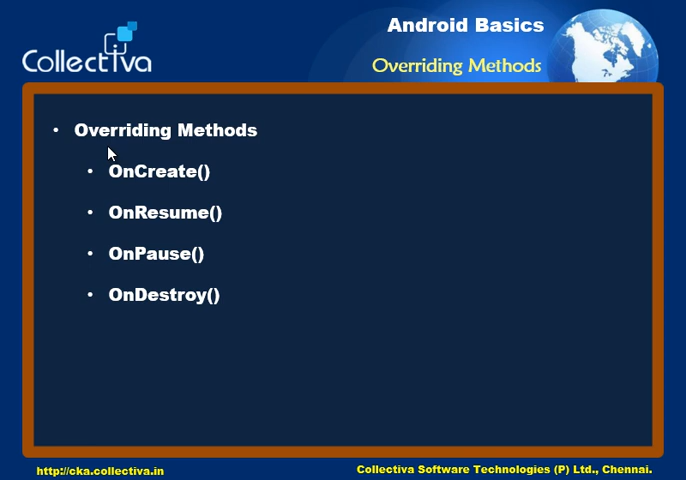 Collectiva
Android Basics
Overriding Methods
• Overriding Methods
• OnCreate()
• OnResume()
• OnPause()
• OnDestroy()
http://cka.collectiva.in
Collectiva Software Technologies (P) Ltd., Chennai.